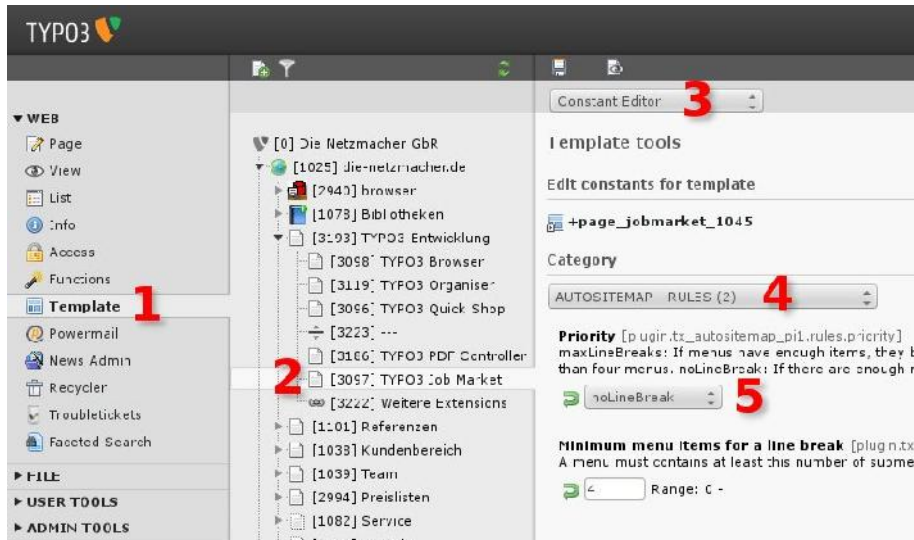 TYPO3
3
Constant Editor
WEB
Page
View
List
Info
Access
Functions
Template
Powermail
News Admin
Recycler
Troubletickets
Faceted Search
FILE
USER TOOLS
ADMIN TOOLS
1
[0] Die Netzmacher GbR
[1025] die-netzmacher.de
[2940] browser
[1078] Bibliotheken
[3193] TYPO3 Entwicklung
[3098] TYPO3 Browser
[3119] TYPO3 Organiser
[3096] TYPO3 Quick Shop
[3223] ---
[3186] TYPO3 PDF Controller
2
[3097] TYPO3 Job Market
[3222] Weitere Extensions
[1101] Referenzen
[1038] Kundenbereich
[1039] Team
[2994] Preislisten
[1082] Service
Template tools
Edit constants for template
+page_jobmarket_1045
Category
AUTOSITEMAP RULES (2)
4
Priority [plugin.tx_autositemap_pi1.rules.priority]
maxLineBreaks: If menus have enough items, they
than four menus. noLineBreak: If there are enough
noLineBreak
5
Minimum menu items for a line break [plugin.tx
A menu must contains at least this number of subme
Range: 0 -